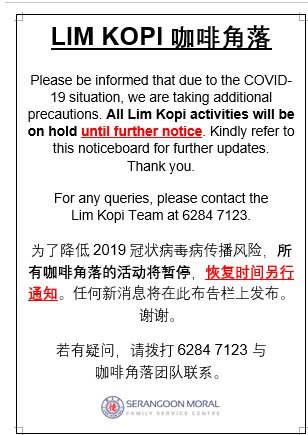 LIM KOPI 咖啡角落
Please be informed that due to the COVID-
19 situation, we are taking additional
precautions. All Lim Kopi activities will be
on hold until further notice. Kindly refer to
this noticeboard for further updates.
Thank you.
For any queries, please contact the
Lim Kopi Team at 6284 7123.
为了降低 2019 冠状病毒病传播风险，所
有咖啡角落的活动将暂停，恢复时间另行
通知。任何新消息将在此布告栏上发布。
谢谢。
若有疑问，请拨打 6284 7123 与
咖啡角落团队联系。
SERANGOON MORAL
FAMILY SERVICE CENTRE